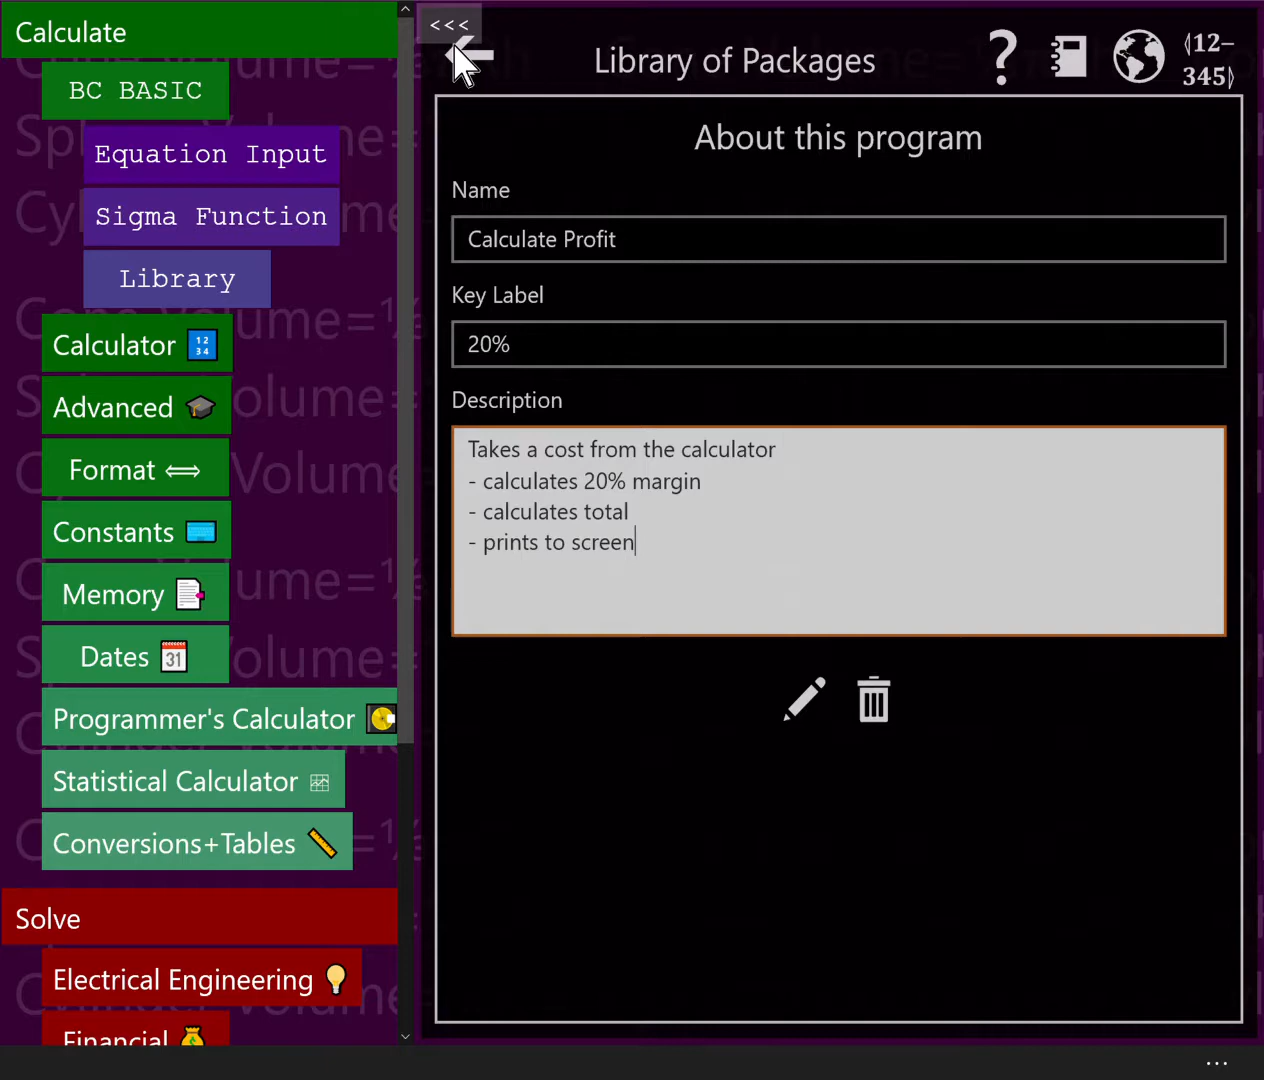 Calculate
BC BASIC
Equation Input
Sigma Function
Library
Calculator
Advanced
Format
Constants
Memory
Dates 31
Programmer's Calculator
Statistical Calculator
Conversions+Tables
Solve
Electrical Engineering
Financial
<<<
Library of Packages
?
12–
345
About this program
Name
Calculate Profit
Key Label
20%
Description
Takes a cost from the calculator
- calculates 20% margin
- calculates total
- prints to screen
...